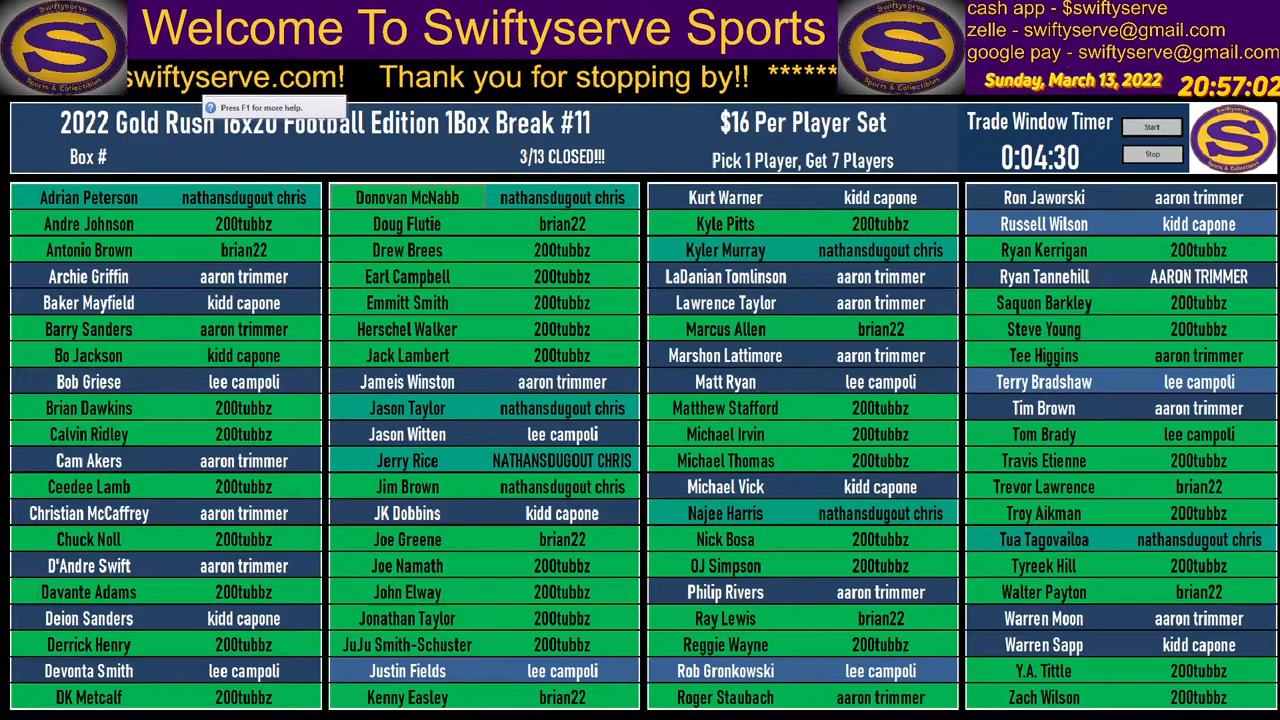 Welcome To Swiftyserve Sports
swiftyserve.com! Thank you for stopping by!! ******
cash app - $swiftyserve
zelle - swiftyserve@gmail.com
google pay - swiftyserve@gmail.com
Sunday, March 13, 2022 20:57:02
Press F1 for more help.
2022 Gold Rush 16x20 Football Edition 1Box Break #11
Box # 3/13 CLOSED!!!
$16 Per Player Set
Pick 1 Player, Get 7 Players
Trade Window Timer
0:04:30
Start
Stop
Adrian Peterson nathansdugout chris
Andre Johnson 200tubbz
Antonio Brown brian22
Archie Griffin aaron trimmer
Baker Mayfield kidd capone
Barry Sanders aaron trimmer
Bo Jackson kidd capone
Bob Griese lee campoli
Brian Dawkins 200tubbz
Calvin Ridley 200tubbz
Cam Akers aaron trimmer
Ceedee Lamb 200tubbz
Christian McCaffrey aaron trimmer
Chuck Noll 200tubbz
D'Andre Swift aaron trimmer
Davante Adams 200tubbz
Deion Sanders kidd capone
Derrick Henry 200tubbz
Devonta Smith lee campoli
DK Metcalf 200tubbz
Donovan McNabb nathansdugout chris
Doug Flutie brian22
Drew Brees 200tubbz
Earl Campbell 200tubbz
Emmitt Smith 200tubbz
Herschel Walker 200tubbz
Jack Lambert 200tubbz
Jameis Winston aaron trimmer
Jason Taylor nathansdugout chris
Jason Witten lee campoli
Jerry Rice NATHANSDUGOUT CHRIS
Jim Brown nathansdugout chris
JK Dobbins kidd capone
Joe Greene brian22
Joe Namath 200tubbz
John Elway 200tubbz
Jonathan Taylor 200tubbz
JuJu Smith-Schuster 200tubbz
Justin Fields lee campoli
Kenny Easley brian22
Kurt Warner kidd capone
Kyle Pitts 200tubbz
Kyler Murray nathansdugout chris
LaDanian Tomlinson aaron trimmer
Lawrence Taylor aaron trimmer
Marcus Allen brian22
Marshon Lattimore aaron trimmer
Matt Ryan lee campoli
Matthew Stafford 200tubbz
Michael Irvin 200tubbz
Michael Thomas 200tubbz
Michael Vick kidd capone
Najee Harris nathansdugout chris
Nick Bosa 200tubbz
OJ Simpson 200tubbz
Philip Rivers aaron trimmer
Ray Lewis brian22
Reggie Wayne 200tubbz
Rob Gronkowski lee campoli
Roger Staubach aaron trimmer
Ron Jaworski aaron trimmer
Russell Wilson kidd capone
Ryan Kerrigan 200tubbz
Ryan Tannehill AARON TRIMMER
Saquon Barkley 200tubbz
Steve Young 200tubbz
Tee Higgins aaron trimmer
Terry Bradshaw lee campoli
Tim Brown aaron trimmer
Tom Brady lee campoli
Travis Etienne 200tubbz
Trevor Lawrence brian22
Troy Aikman 200tubbz
Tua Tagovailoa nathansdugout chris
Tyreek Hill 200tubbz
Walter Payton brian22
Warren Moon aaron trimmer
Warren Sapp kidd capone
Y.A. Tittle 200tubbz
Zach Wilson 200tubbz